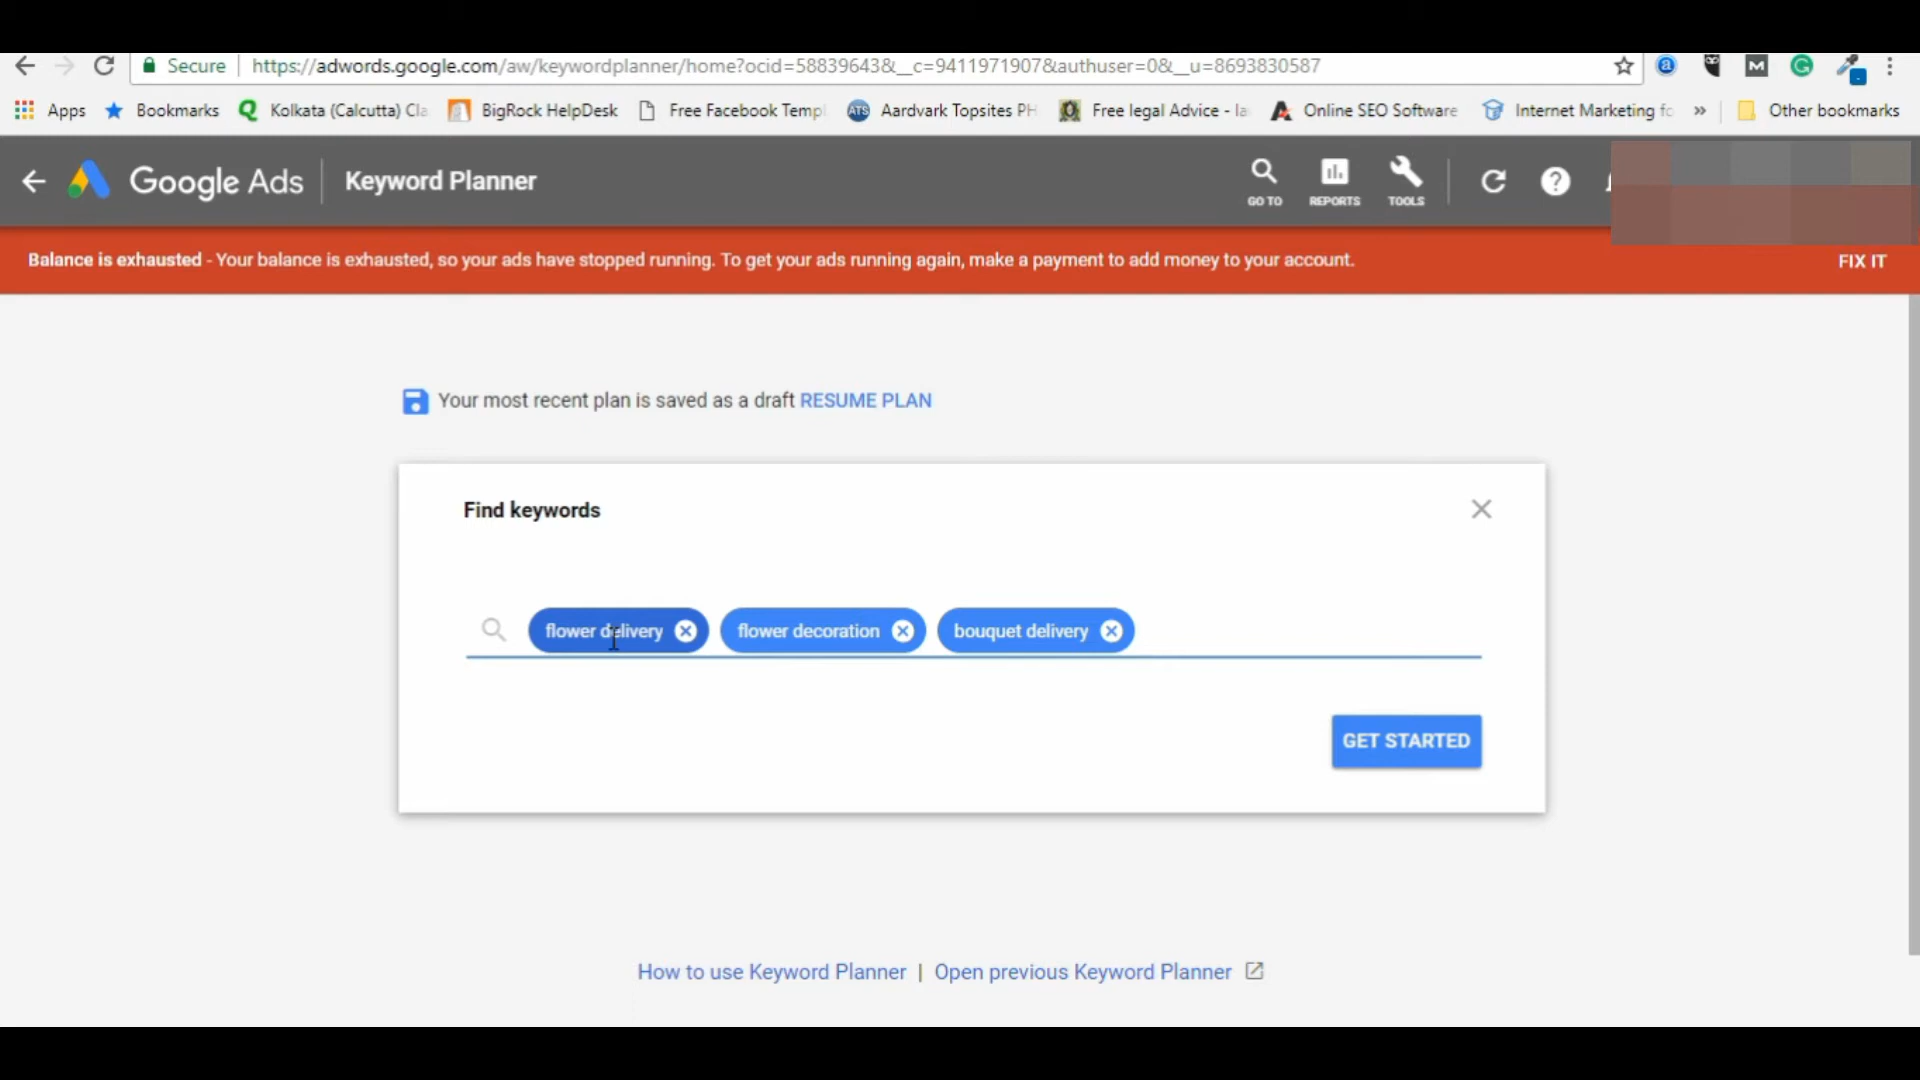 Secure https://adwords.google.com/aw/keywordplanner/home?ocid=58839643&__c=9411971907&authuser=0&__u=8693830587
Apps Bookmarks Kolkata (Calcutta) Cla BigRock HelpDesk Free Facebook Templ ATS Aardvark Topsites PH Free legal Advice - la Online SEO Software Internet Marketing fo » Other bookmarks
Google Ads Keyword Planner GO TO REPORTS TOOLS
Balance is exhausted - Your balance is exhausted, so your ads have stopped running. To get your ads running again, make a payment to add money to your account. FIX IT
Your most recent plan is saved as a draft RESUME PLAN
Find keywords
flower delivery flower decoration bouquet delivery
GET STARTED
How to use Keyword Planner | Open previous Keyword Planner